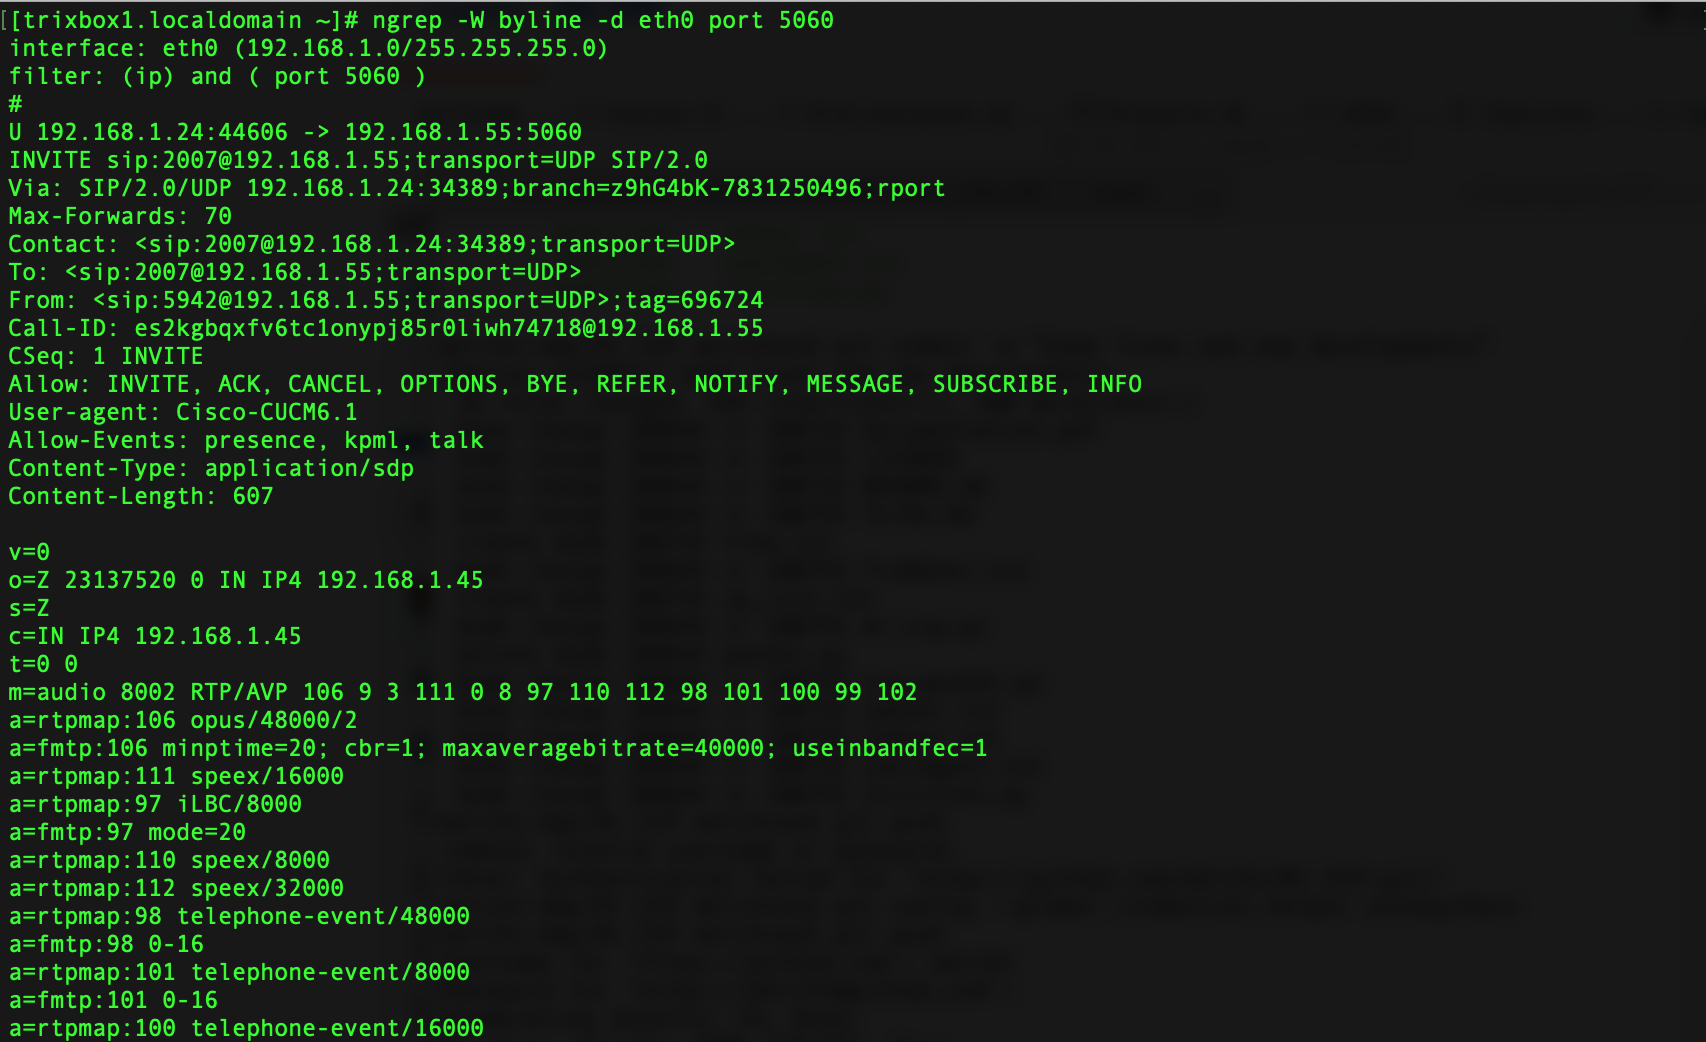 [[trixbox1.localdomain ~]# ngrep -W byline -d eth0 port 5060
interface: eth0 (192.168.1.0/255.255.255.0)
filter: (ip) and ( port 5060 )
#
U 192.168.1.24:44606 -> 192.168.1.55:5060
INVITE sip:2007@192.168.1.55;transport=UDP SIP/2.0
Via: SIP/2.0/UDP 192.168.1.24:34389;branch=z9hG4bK-7831250496;rport
Max-Forwards: 70
Contact: <sip:2007@192.168.1.24:34389;transport=UDP>
To: <sip:2007@192.168.1.55;transport=UDP>
From: <sip:5942@192.168.1.55;transport=UDP>;tag=696724
Call-ID: es2kgbqxfv6tc1onypj85r0liwh74718@192.168.1.55
CSeq: 1 INVITE
Allow: INVITE, ACK, CANCEL, OPTIONS, BYE, REFER, NOTIFY, MESSAGE, SUBSCRIBE, INFO
User-agent: Cisco-CUCM6.1
Allow-Events: presence, kpml, talk
Content-Type: application/sdp
Content-Length: 607

v=0
o=Z 23137520 0 IN IP4 192.168.1.45
s=Z
c=IN IP4 192.168.1.45
t=0 0
m=audio 8002 RTP/AVP 106 9 3 111 0 8 97 110 112 98 101 100 99 102
a=rtpmap:106 opus/48000/2
a=fmtp:106 minptime=20; cbr=1; maxaveragebitrate=40000; useinbandfec=1
a=rtpmap:111 speex/16000
a=rtpmap:97 iLBC/8000
a=fmtp:97 mode=20
a=rtpmap:110 speex/8000
a=rtpmap:112 speex/32000
a=rtpmap:98 telephone-event/48000
a=fmtp:98 0-16
a=rtpmap:101 telephone-event/8000
a=fmtp:101 0-16
a=rtpmap:100 telephone-event/16000